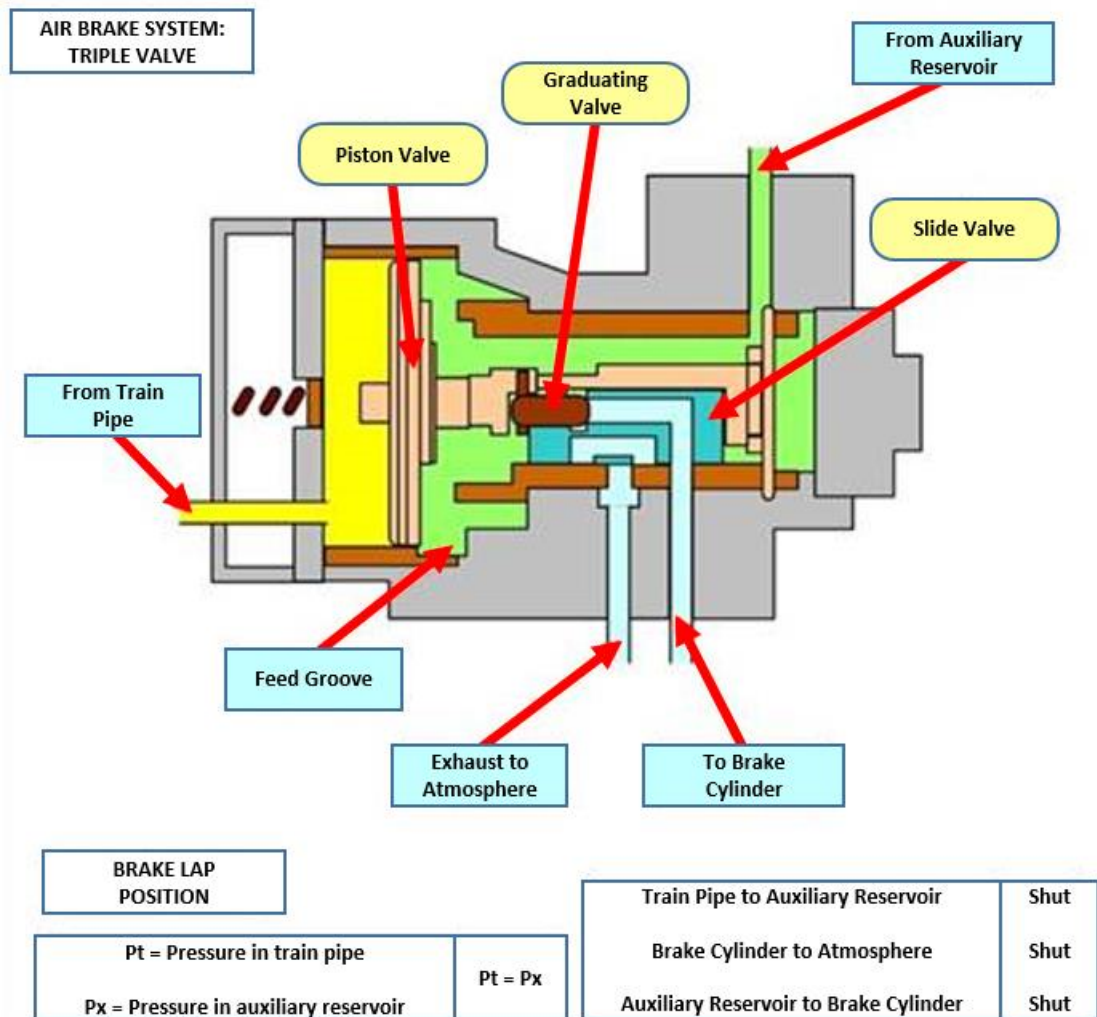 AIR BRAKE SYSTEM:
TRIPLE VALVE
From Auxiliary
Reservoir
Graduating
Valve
Piston Valve
Slide Valve
From Train
Pipe
Feed Groove
Exhaust to
Atmosphere
To Brake
Cylinder
BRAKE LAP
POSITION
Pt = Pressure in train pipe
Px = Pressure in auxiliary reservoir
Pt = Px
Train Pipe to Auxiliary Reservoir Shut
Brake Cylinder to Atmosphere Shut
Auxiliary Reservoir to Brake Cylinder Shut